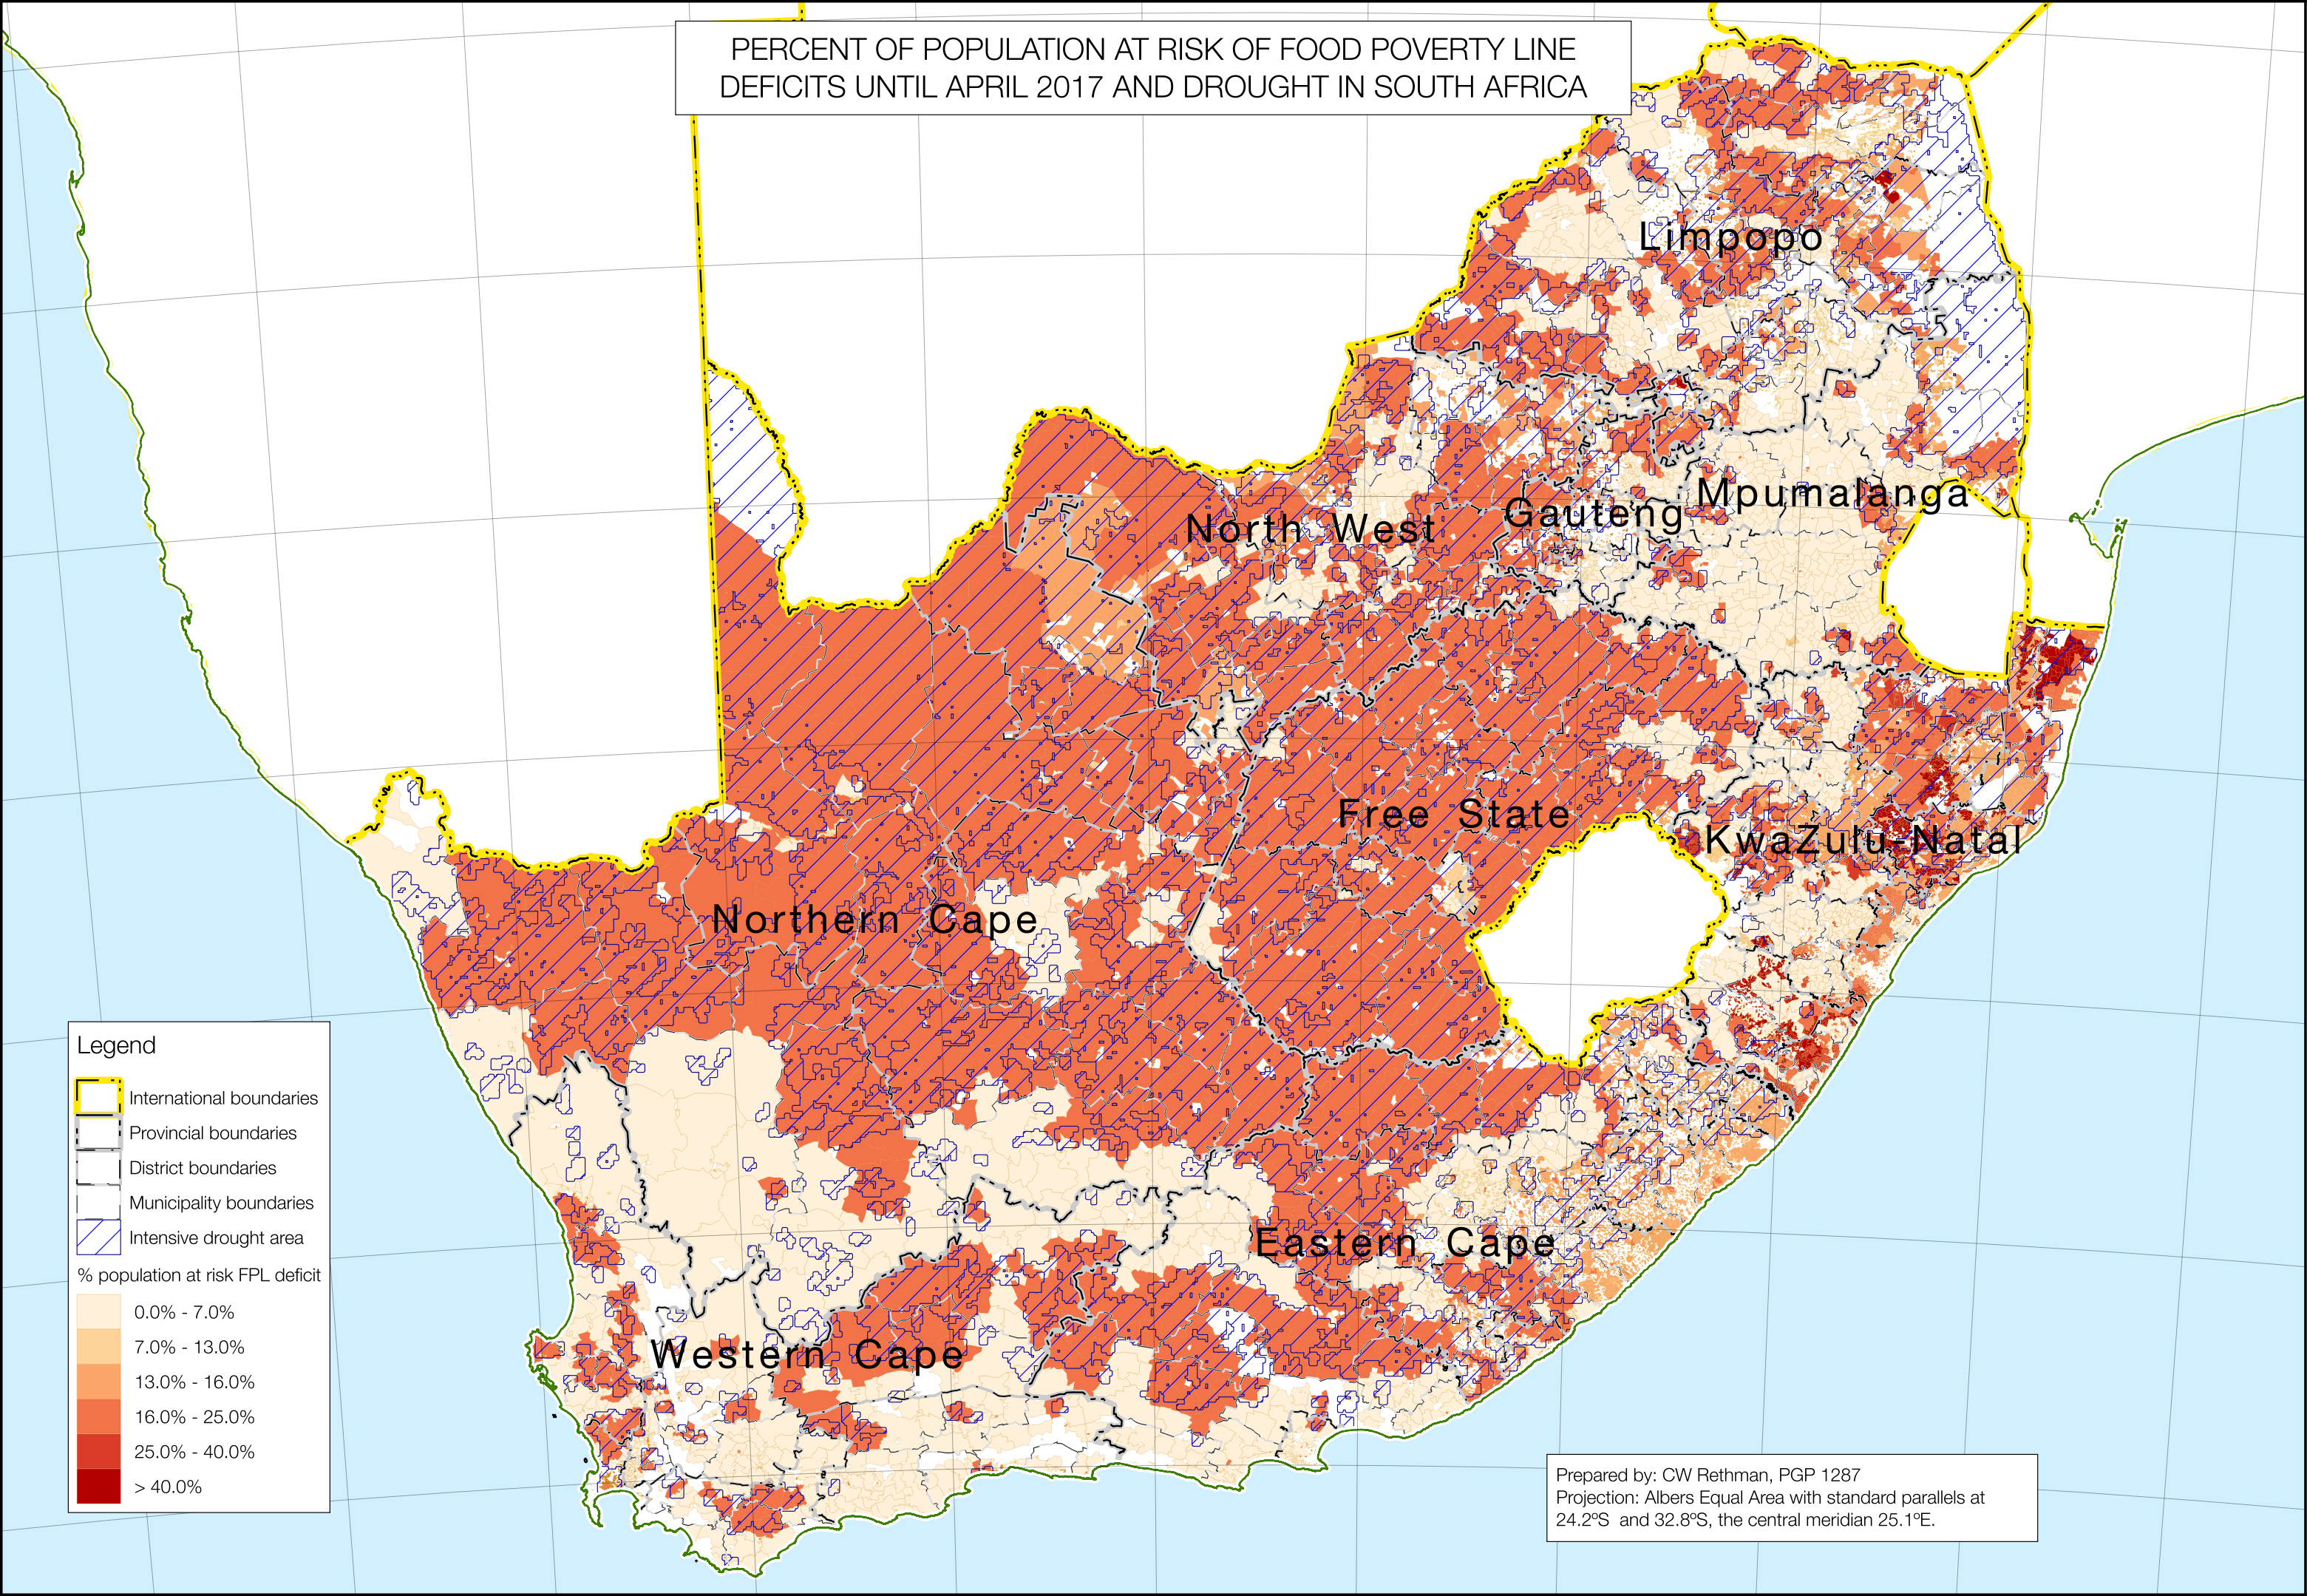 PERCENT OF POPULATION AT RISK OF FOOD POVERTY LINE
DEFICITS UNTIL APRIL 2017 AND DROUGHT IN SOUTH AFRICA
Limpopo
Mpumalanga
Gauteng
North West
Free State
KwaZulu-Natal
Northern Cape
Eastern Cape
Western Cape
Legend
International boundaries
Provincial boundaries
District boundaries
Municipality boundaries
Intensive drought area
% population at risk FPL deficit
0.0% - 7.0%
7.0% - 13.0%
13.0% - 16.0%
16.0% - 25.0%
25.0% - 40.0%
> 40.0%
Prepared by: CW Rethman, PGP 1287
Projection: Albers Equal Area with standard parallels at
24.2ºS and 32.8ºS, the central meridian 25.1ºE.